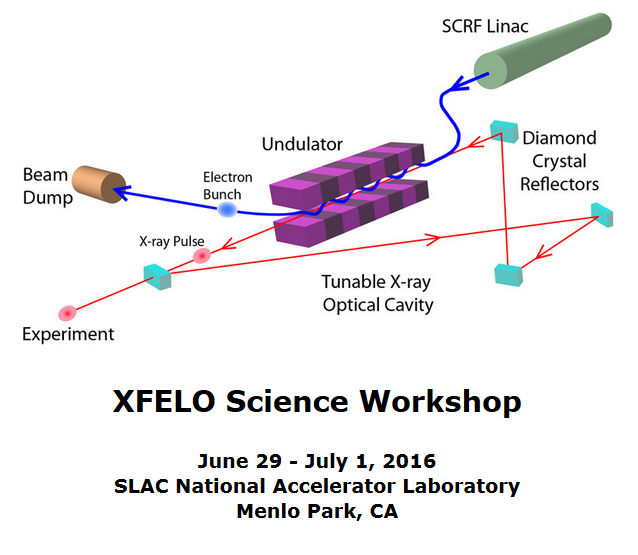 SCRF Linac
Undulator
Diamond
Crystal
Reflectors
Beam
Dump
Electron
Bunch
X-ray Pulse
Tunable X-ray
Optical Cavity
Experiment
XFELO Science Workshop
June 29 - July 1, 2016
SLAC National Accelerator Laboratory
Menlo Park, CA